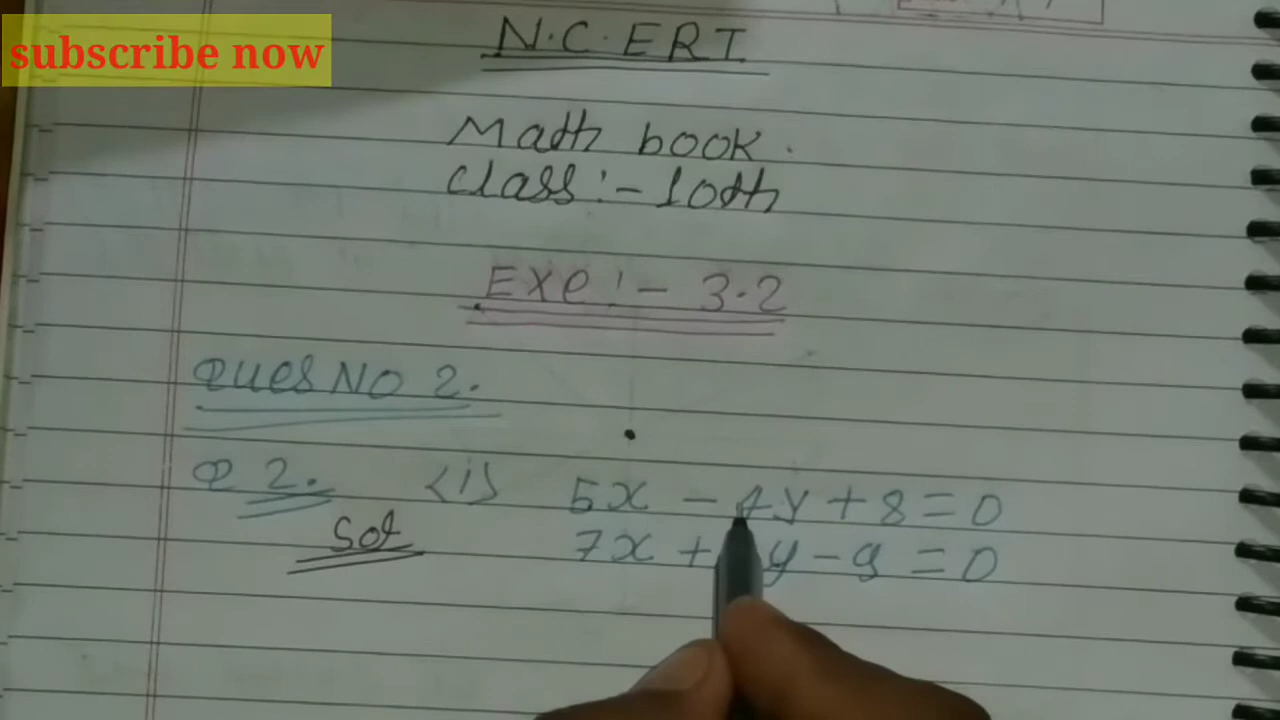 subscribe now
N.C.ERT
Math book.
Class:- 10th
Exe:- 3.2
Ques NO 2.
Q 2. (i) 5x - 4y + 8 = 0
Sol 7x + y - 9 = 0